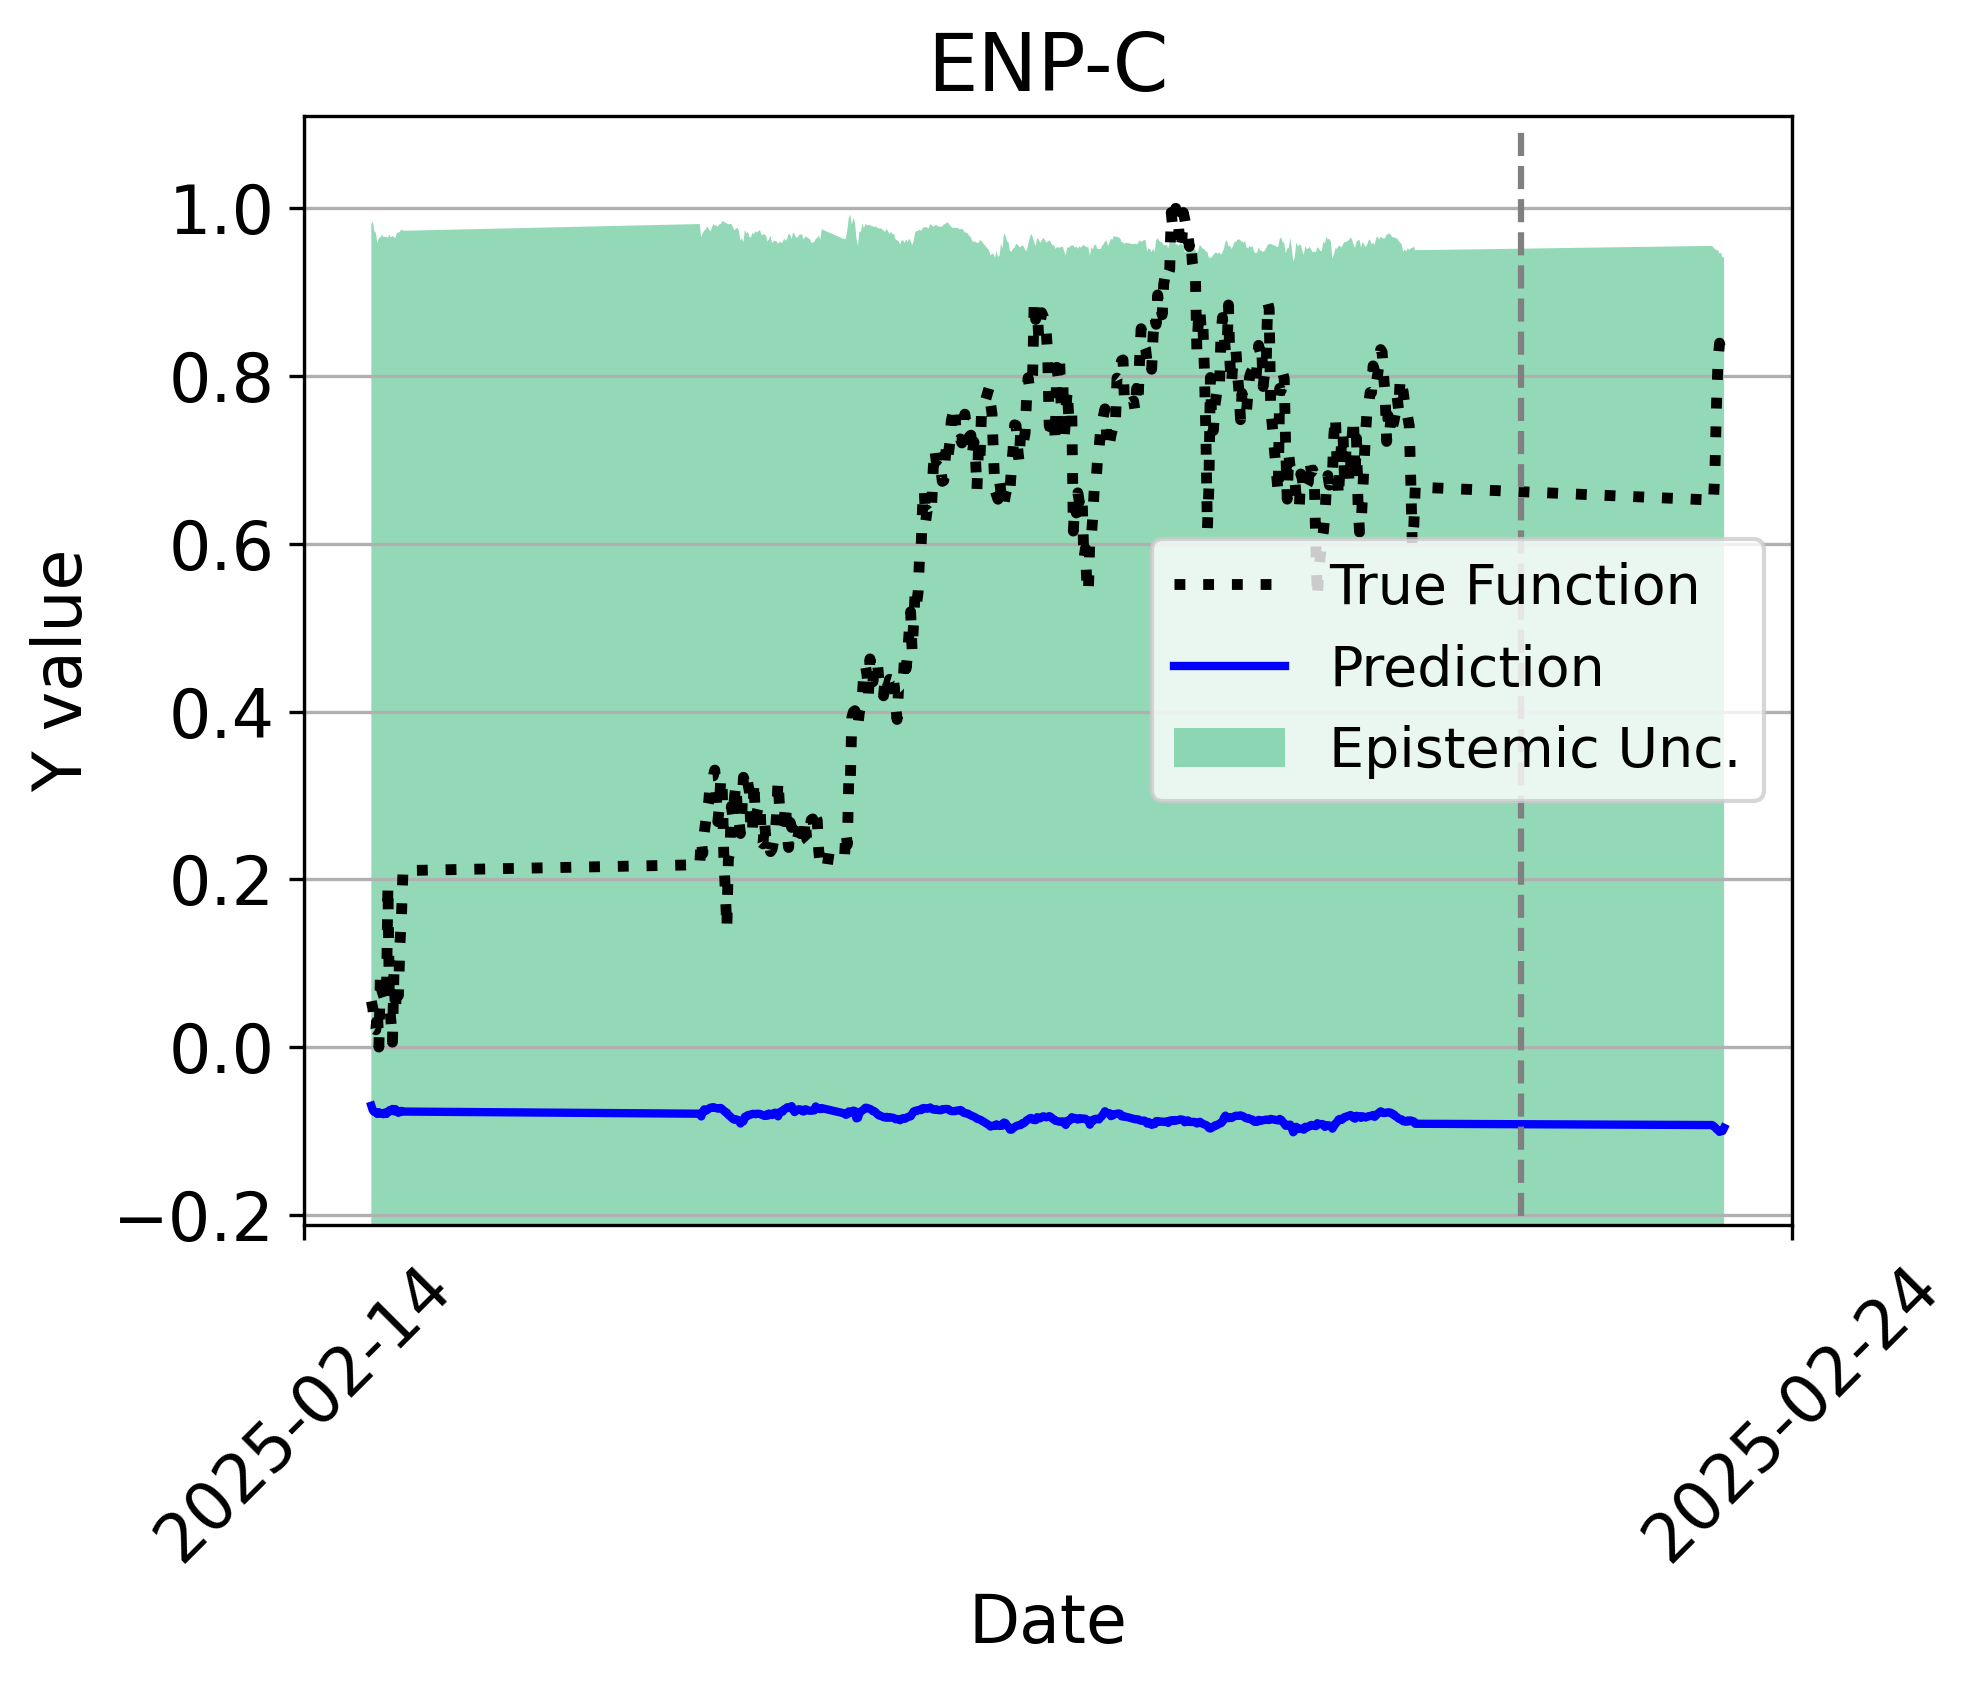 ENP-C
Y value
1.0
0.8
0.6
0.4
0.2
0.0
−0.2
True Function
Prediction
Epistemic Unc.
2025-02-14
2025-02-24
Date